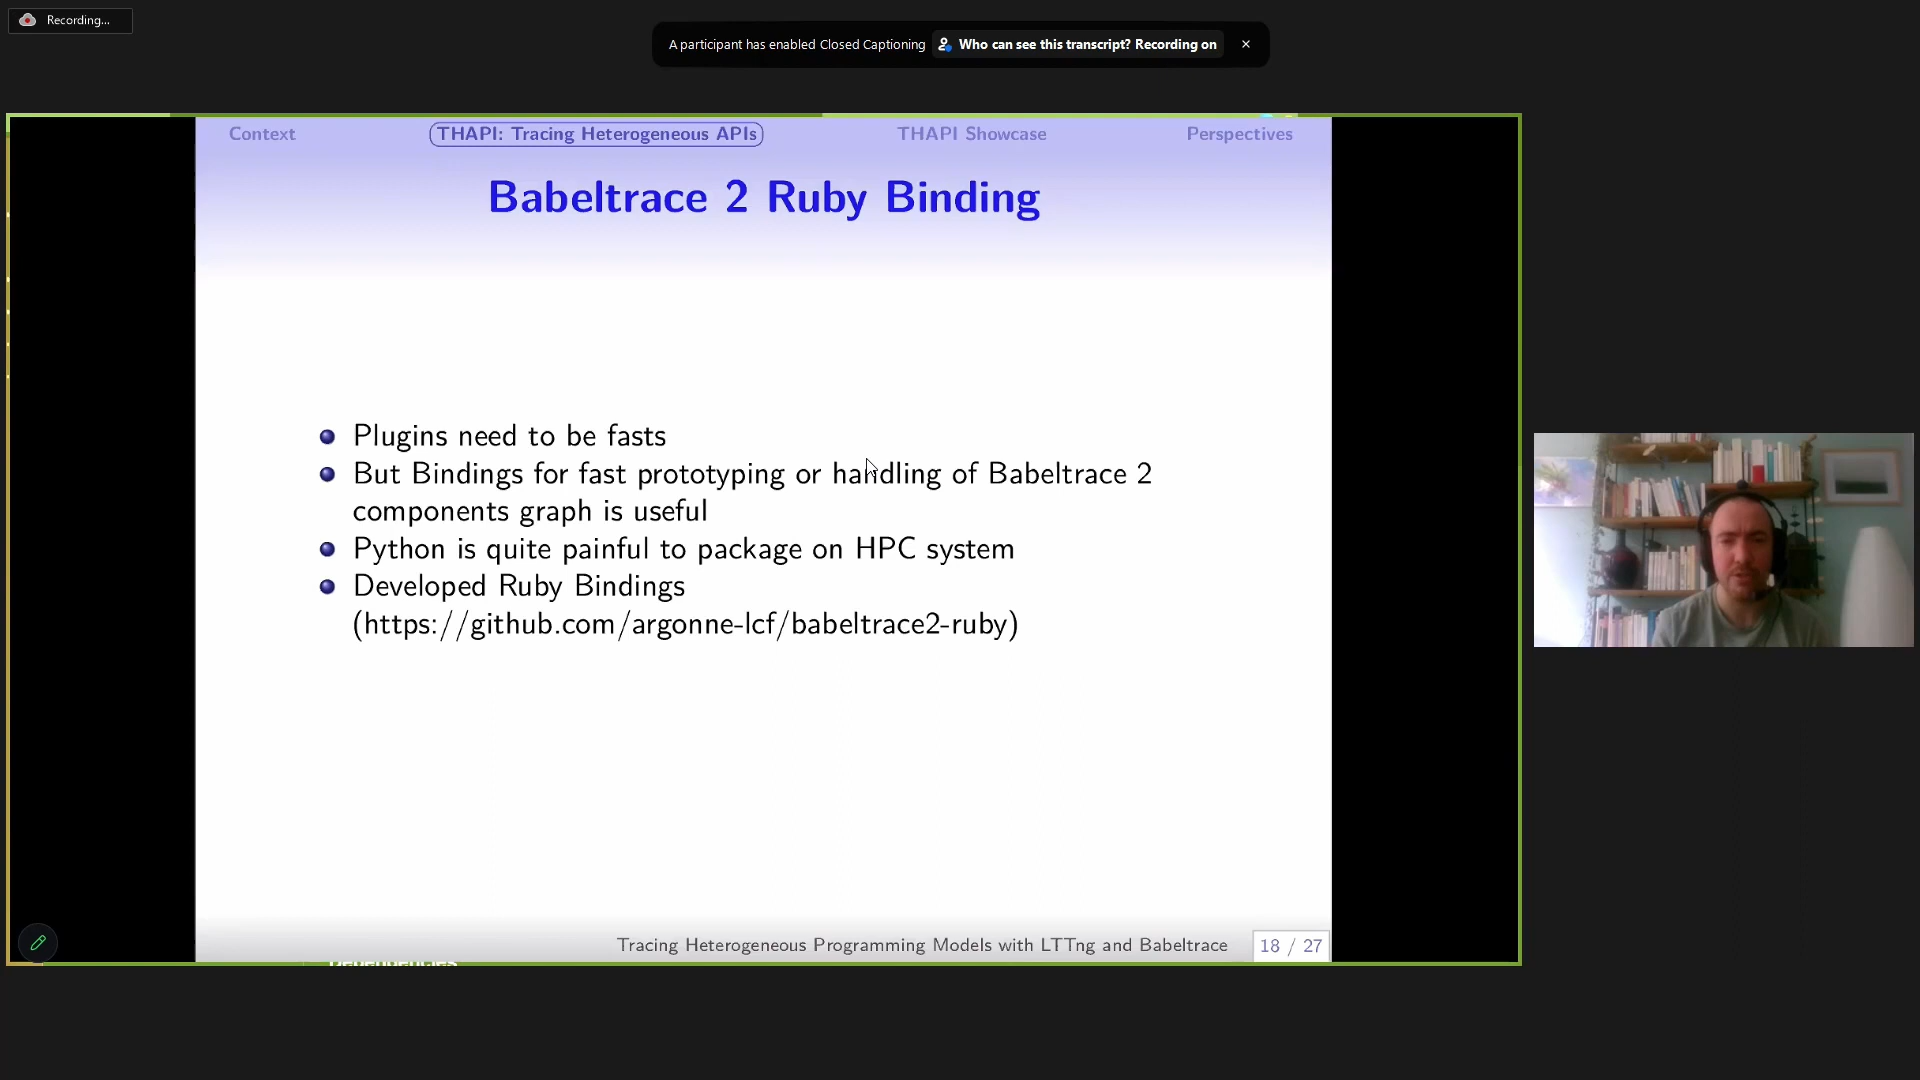 Recording...
A participant has enabled Closed Captioning Who can see this transcript? Recording on
Context THAPI: Tracing Heterogeneous APIs THAPI Showcase Perspectives
Babeltrace 2 Ruby Binding
Plugins need to be fasts
But Bindings for fast prototyping or handling of Babeltrace 2
components graph is useful
Python is quite painful to package on HPC system
Developed Ruby Bindings
(https://github.com/argonne-lcf/babeltrace2-ruby)
Tracing Heterogeneous Programming Models with LTTng and Babeltrace 18 / 27
Dependencies